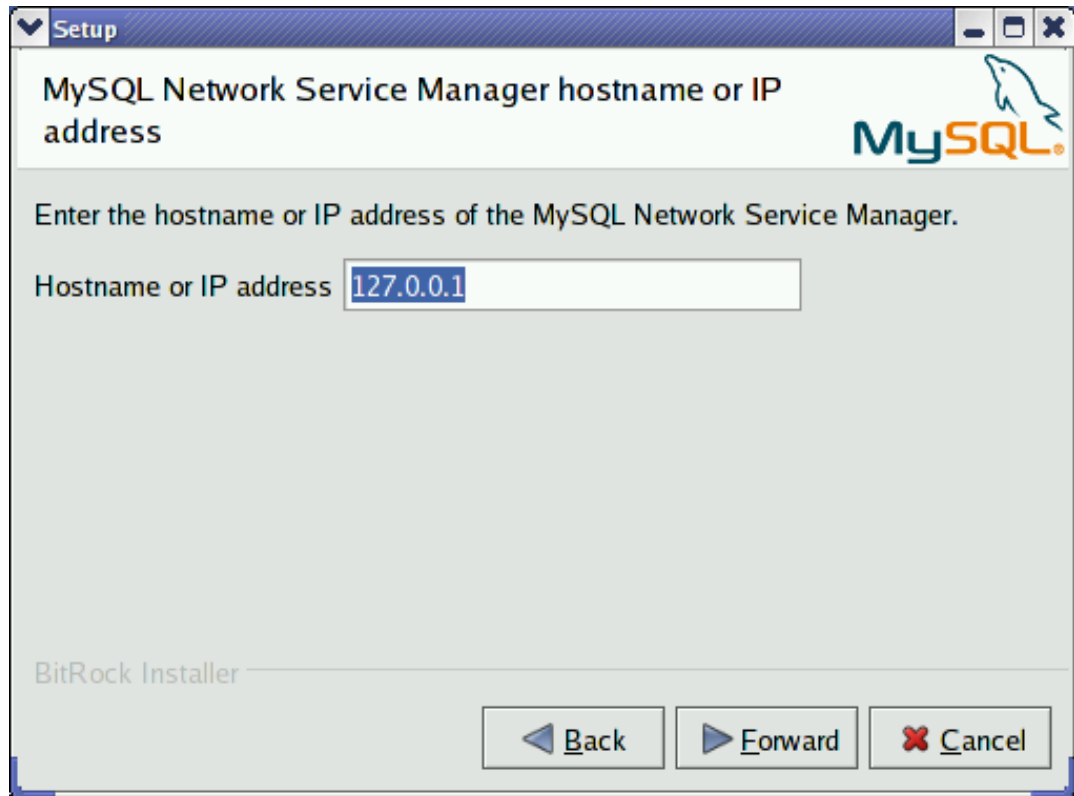 Setup
MySQL Network Service Manager hostname or IP
address
MySQL®
Enter the hostname or IP address of the MySQL Network Service Manager.
Hostname or IP address 127.0.0.1
BitRock Installer
Back Forward Cancel